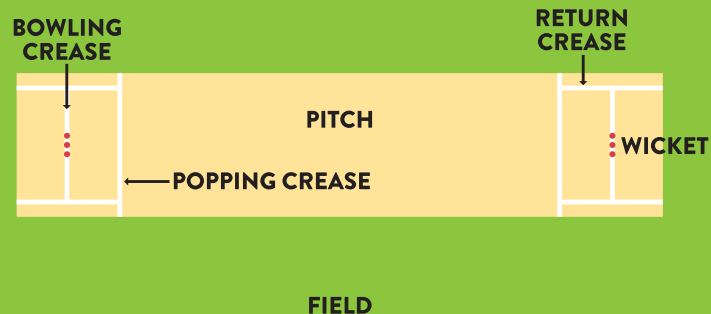 BOWLING
CREASE
RETURN
CREASE
PITCH
WICKET
POPPING CREASE
FIELD